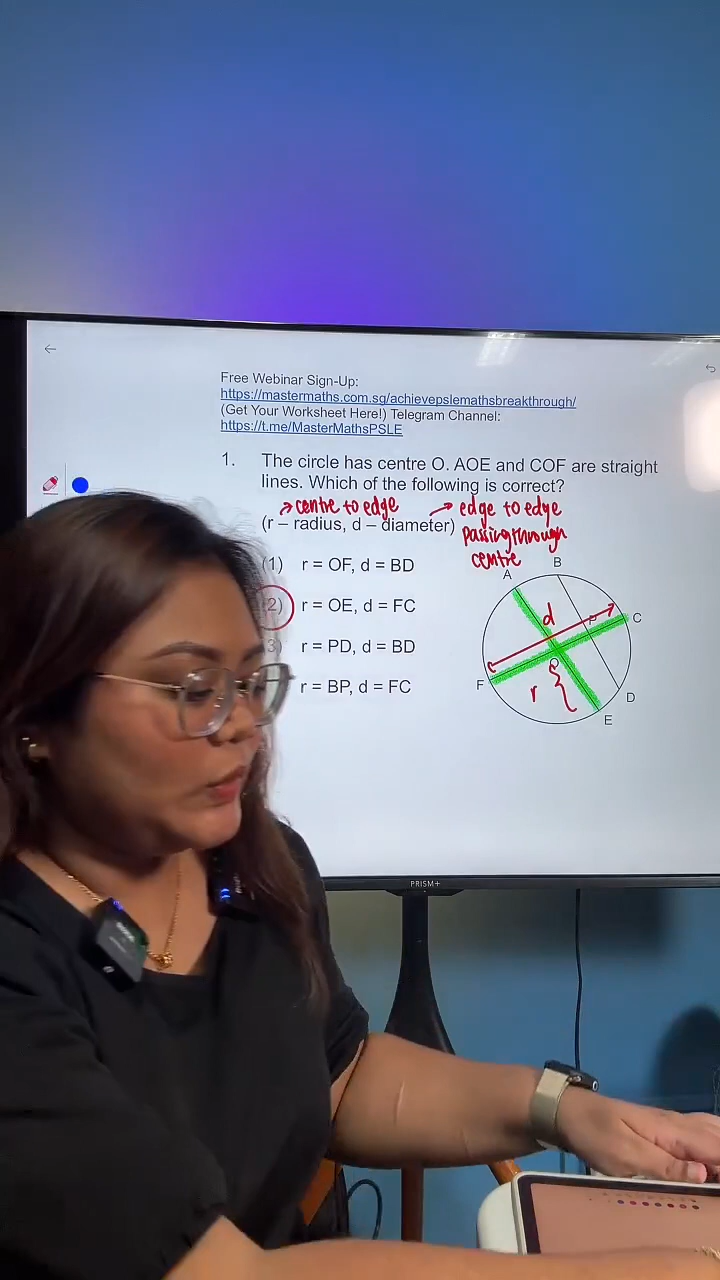 Free Webinar Sign-Up:
https://mastermaths.com.sg/achievepslemathsbreakthrough/
(Get Your Worksheet Here!) Telegram Channel:
https://t.me/MasterMathsPSLE
1. The circle has centre O. AOE and COF are straight
lines. Which of the following is correct?
centre to edge
edge to edge
(r – radius, d – diameter)
passing through
centre
(1) r = OF, d = BD
2) r = OE, d = FC
3) r = PD, d = BD
r = BP, d = FC
A
B
C
d
P
O
F
r
D
E
PRISM+